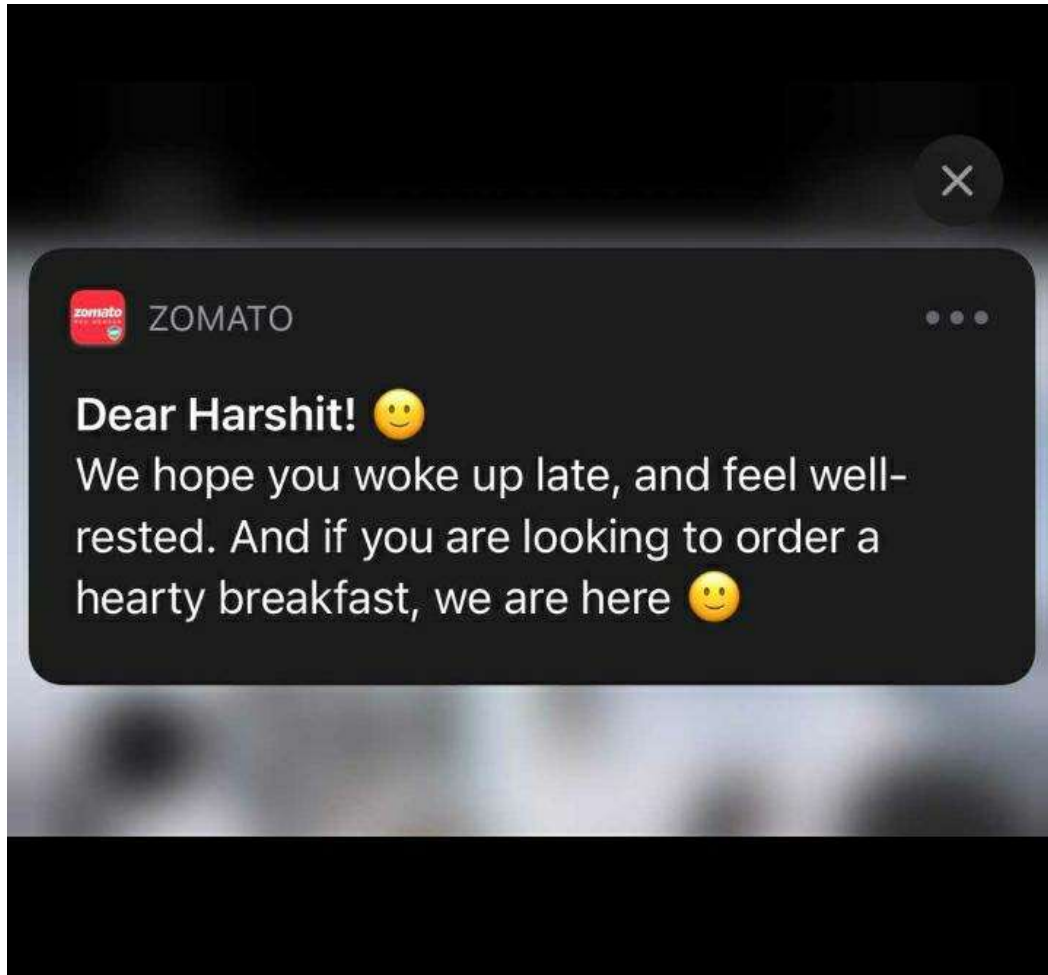 zomato
ZOMATO
Dear Harshit! 🙂
We hope you woke up late, and feel well-
rested. And if you are looking to order a
hearty breakfast, we are here 🙂